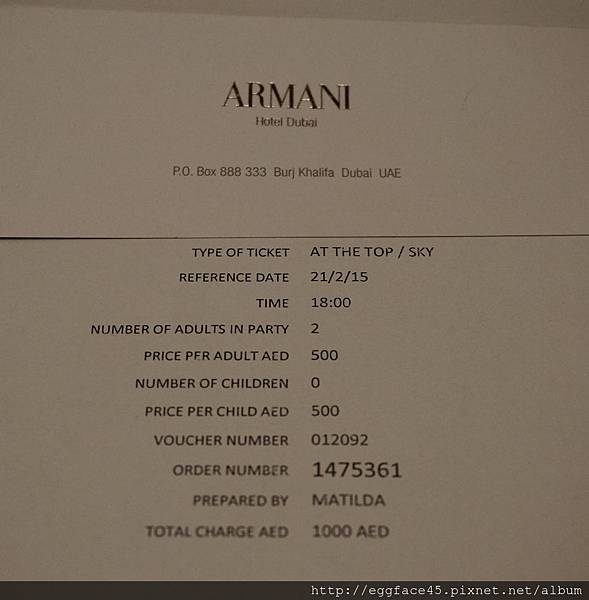 ARMANI
Hotel Dubai
P.O. Box 888 333 Burj Khalifa Dubai UAE
TYPE OF TICKET AT THE TOP / SKY
REFERENCE DATE 21/2/15
TIME 18:00
NUMBER OF ADULTS IN PARTY 2
PRICE PER ADULT AED 500
NUMBER OF CHILDREN 0
PRICE PER CHILD AED 500
VOUCHER NUMBER 012092
ORDER NUMBER 1475361
PREPARED BY MATILDA
TOTAL CHARGE AED 1000 AED
http://eggface45.pixnet.net/album